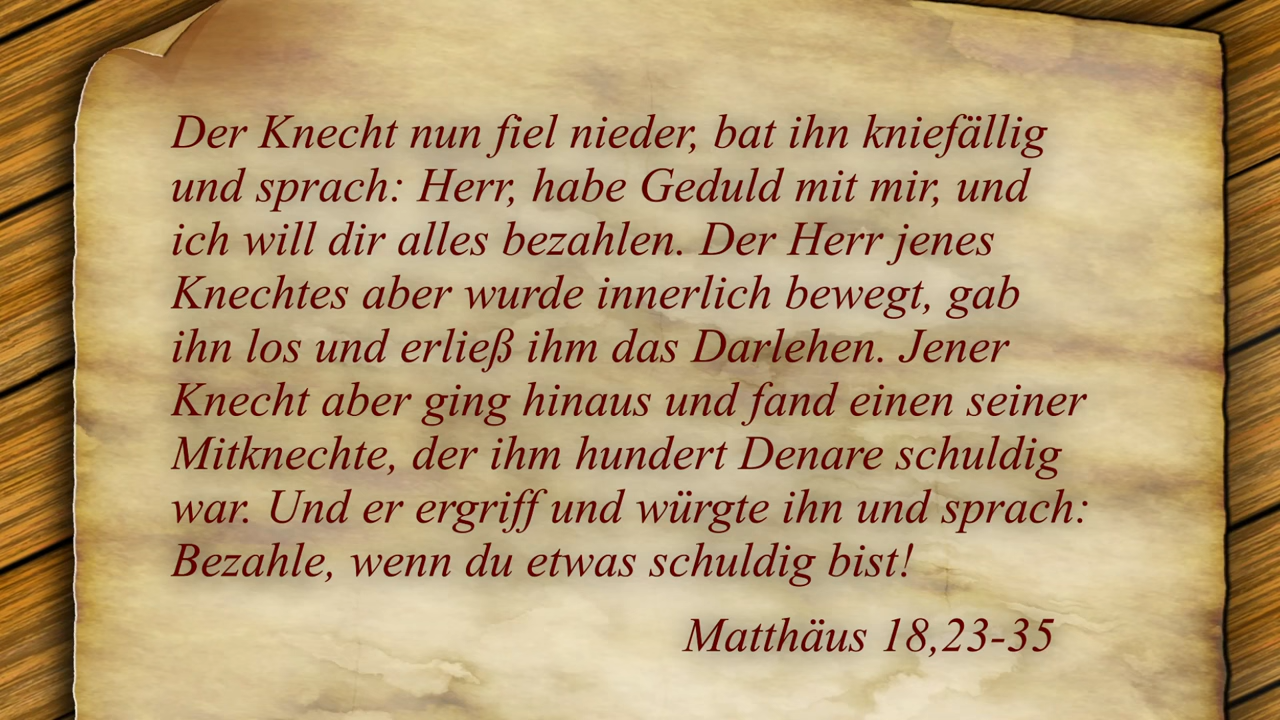 Der Knecht nun fiel nieder, bat ihn kniefällig
und sprach: Herr, habe Geduld mit mir, und
ich will dir alles bezahlen. Der Herr jenes
Knechtes aber wurde innerlich bewegt, gab
ihn los und erließ ihm das Darlehen. Jener
Knecht aber ging hinaus und fand einen seiner
Mitknechte, der ihm hundert Denare schuldig
war. Und er ergriff und würgte ihn und sprach:
Bezahle, wenn du etwas schuldig bist!
Matthäus 18,23-35